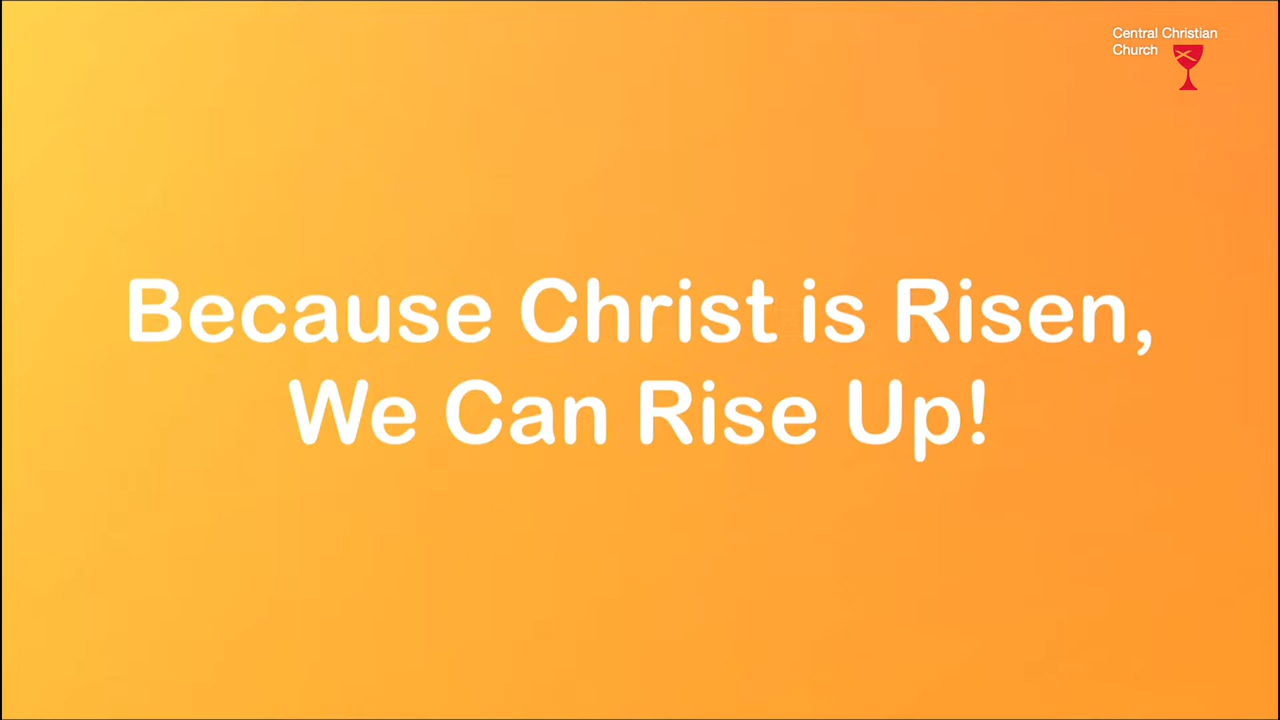 Central Christian
Church
Because Christ is Risen,
We Can Rise Up!